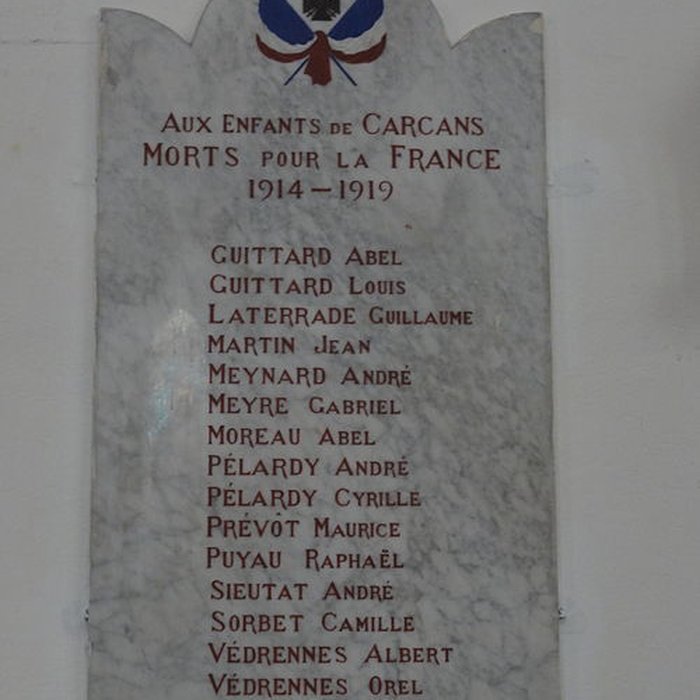 AUX ENFANTS DE CARCANS
MORTS POUR LA FRANCE
1914 – 1919
GUITTARD ABEL
GUITTARD LOUIS
LATERRADE GUILLAUME
MARTIN JEAN
MEYNARD ANDRÉ
MEYRE GABRIEL
MOREAU ABEL
PÉLARDY ANDRÉ
PÉLARDY CYRILLE
PRÉVÔT MAURICE
PUYAU RAPHAËL
SIEUTAT ANDRÉ
SORBET CAMILLE
VÉDRENNES ALBERT
VÉDRENNES OREL